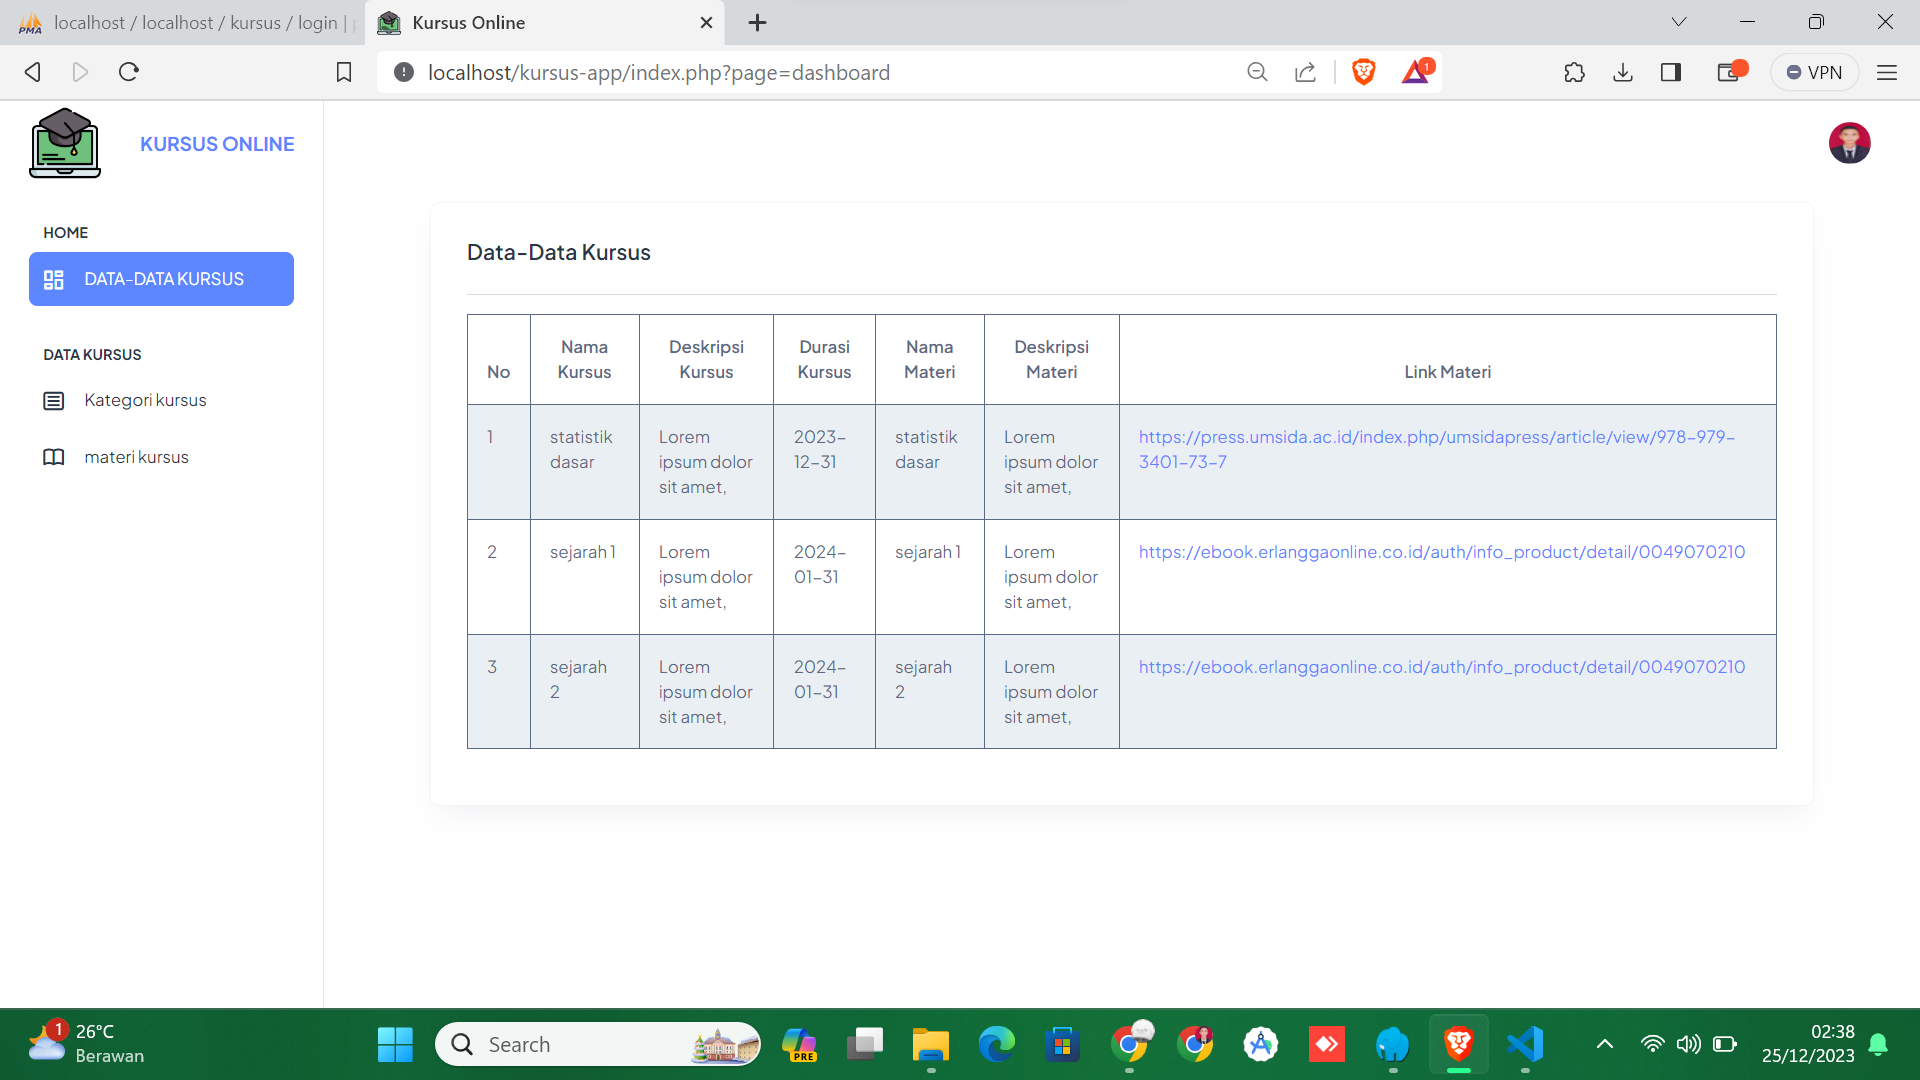 PMA
localhost / localhost / kursus / login |
Kursus Online
localhost/kursus-app/index.php?page=dashboard
1
VPN
KURSUS ONLINE
HOME
DATA-DATA KURSUS
DATA KURSUS
Kategori kursus
materi kursus
Data-Data Kursus
No
Nama
Kursus
Deskripsi
Kursus
Durasi
Kursus
Nama
Materi
Deskripsi
Materi
Link Materi
1
statistik
dasar
Lorem
ipsum dolor
sit amet,
2023-
12-31
statistik
dasar
Lorem
ipsum dolor
sit amet,
https://press.umsida.ac.id/index.php/umsidapress/article/view/978-979-
3401-73-7
2
sejarah 1
Lorem
ipsum dolor
sit amet,
2024-
01-31
sejarah 1
Lorem
ipsum dolor
sit amet,
https://ebook.erlanggaonline.co.id/auth/info_product/detail/0049070210
3
sejarah
2
Lorem
ipsum dolor
sit amet,
2024-
01-31
sejarah
2
Lorem
ipsum dolor
sit amet,
https://ebook.erlanggaonline.co.id/auth/info_product/detail/0049070210
1
26°C
Berawan
Search
PRE
02:38
25/12/2023